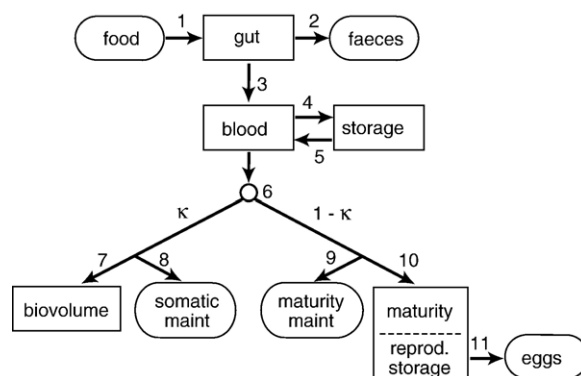 1
2
food
gut
faeces
3
4
blood
storage
5
6
κ
1 - κ
7
8
9
10
biovolume
somatic
maint
maturity
maint
maturity
reprod.
storage
11
eggs